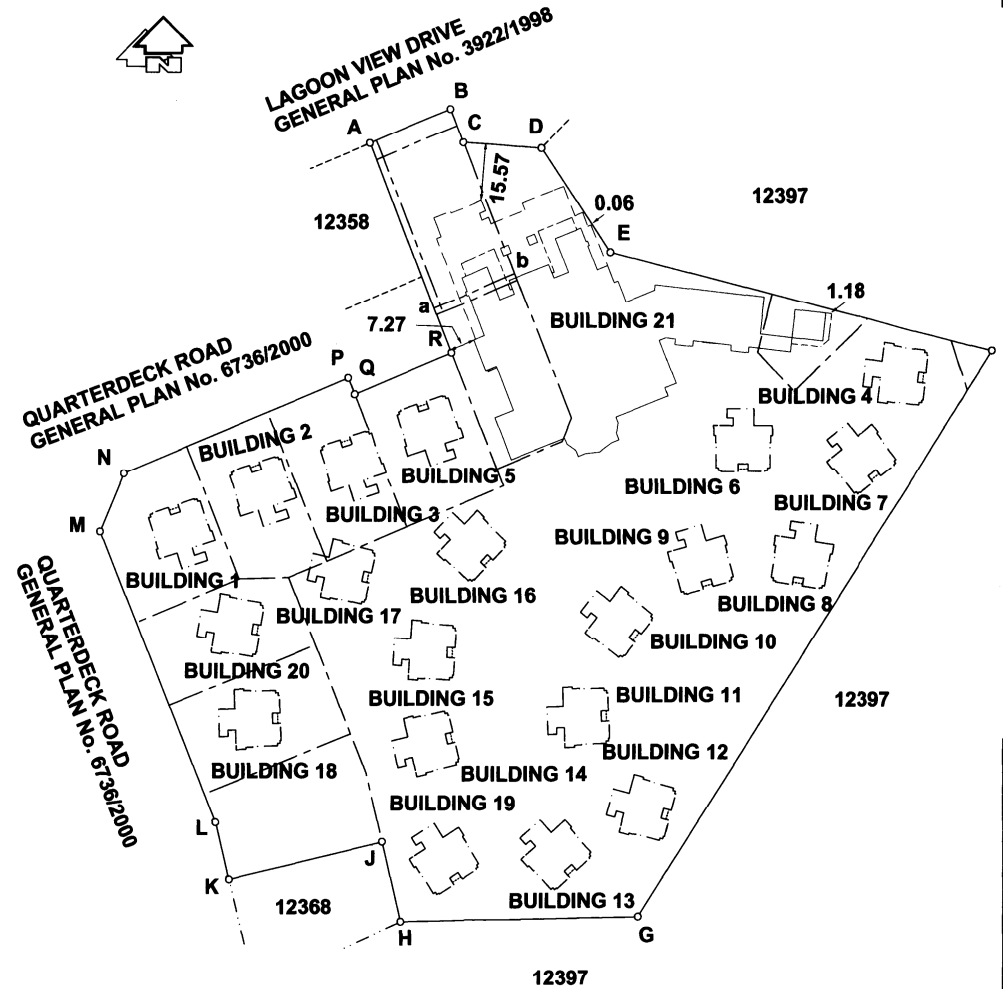 N
LAGOON VIEW DRIVE
GENERAL PLAN No. 3922/1998
B
A
C
D
15.57
12397
0.06
12358
E
b
a
1.18
7.27
BUILDING 21
R
QUARTERDECK ROAD
GENERAL PLAN No. 6736/2000
P
Q
BUILDING 4
BUILDING 2
N
BUILDING 5
BUILDING 6
BUILDING 7
BUILDING 3
M
BUILDING 9
BUILDING 1
BUILDING 16
BUILDING 8
BUILDING 17
BUILDING 10
QUARTERDECK ROAD
GENERAL PLAN No. 6736/2000
BUILDING 20
BUILDING 15
BUILDING 11
12397
BUILDING 12
BUILDING 18
BUILDING 14
BUILDING 19
L
J
K
BUILDING 13
12368
H
G
12397